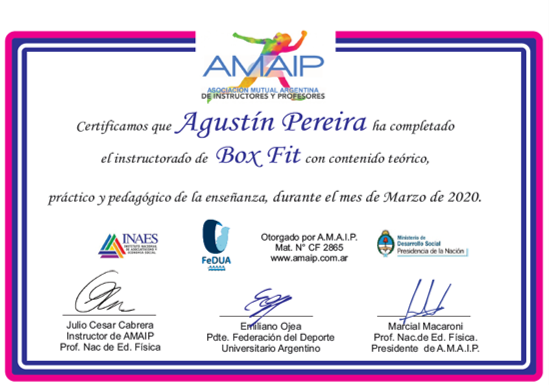 AMAIP
ASOCIACIÓN MUTUAL ARGENTINA
DE INSTRUCTORES Y PROFESORES
Certificamos que Agustín Pereira ha completado
el instructorado de Box Fit con contenido teórico,
práctico y pedagógico de la enseñanza, durante el mes de Marzo de 2020.
INAES
INSTITUTO NACIONAL
DE ASOCIATIVISMO Y
ECONOMÍA SOCIAL
FeDUA
Otorgado por A.M.A.I.P.
Mat. N° CF 2865
www.amaip.com.ar
Ministerio de
Desarrollo Social
Presidencia de la Nación
Julio Cesar Cabrera
Instructor de AMAIP
Prof. Nac de Ed. Física
Emiliano Ojea
Pdte. Federación del Deporte
Universitario Argentino
Marcial Macaroni
Prof. Nac.de Ed. Física.
Presidente de A.M.A.I.P.